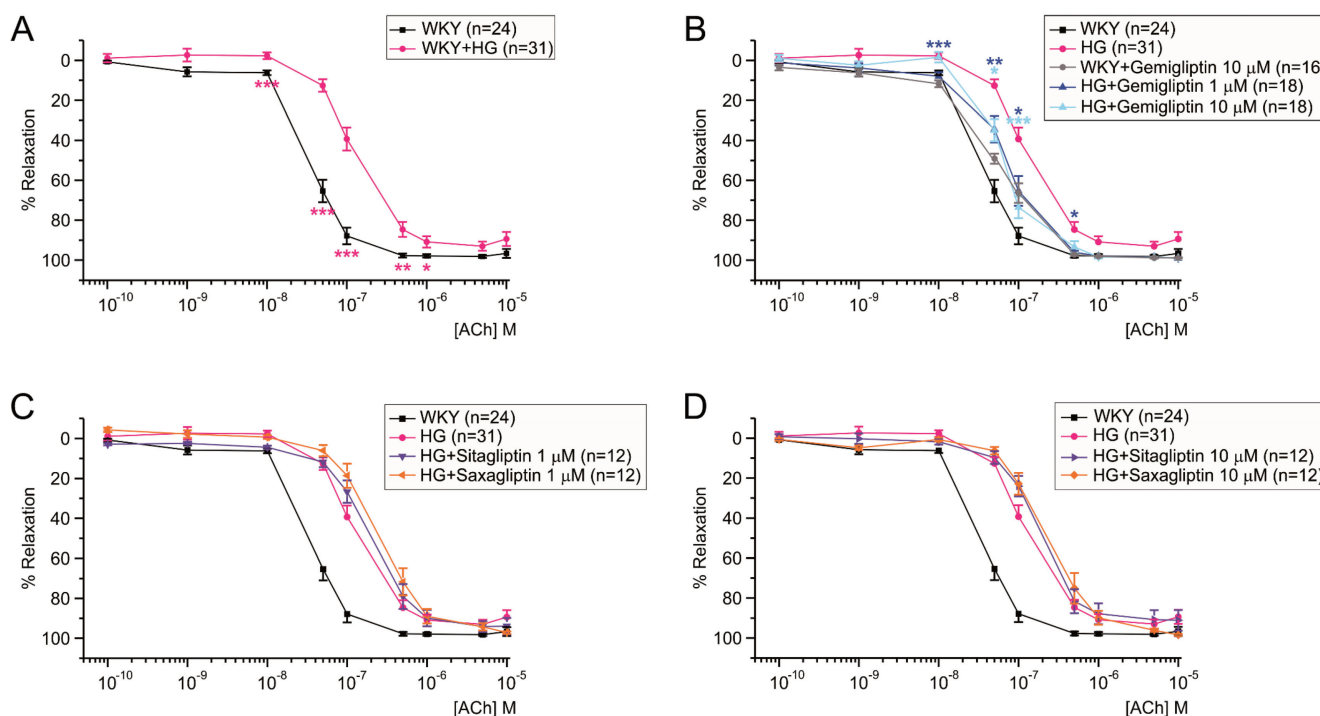 A
WKY (n=24)
WKY+HG (n=31)
0
20
40
60
80
100
% Relaxation
***
***
***
**
*
10-10
10-9
10-8
10-7
10-6
10-5
[ACh] M
B
WKY (n=24)
HG (n=31)
WKY+Gemigliptin 10 μM (n=16
HG+Gemigliptin 1 μM (n=18)
HG+Gemigliptin 10 μM (n=18)
0
20
40
60
80
100
% Relaxation
***
**
*
*
***
*
10-10
10-9
10-8
10-7
10-6
10-5
[ACh] M
C
WKY (n=24)
HG (n=31)
HG+Sitagliptin 1 μM (n=12)
HG+Saxagliptin 1 μM (n=12)
0
20
40
60
80
100
% Relaxation
10-10
10-9
10-8
10-7
10-6
10-5
[ACh] M
D
WKY (n=24)
HG (n=31)
HG+Sitagliptin 10 μM (n=12)
HG+Saxagliptin 10 μM (n=12)
0
20
40
60
80
100
% Relaxation
10-10
10-9
10-8
10-7
10-6
10-5
[ACh] M